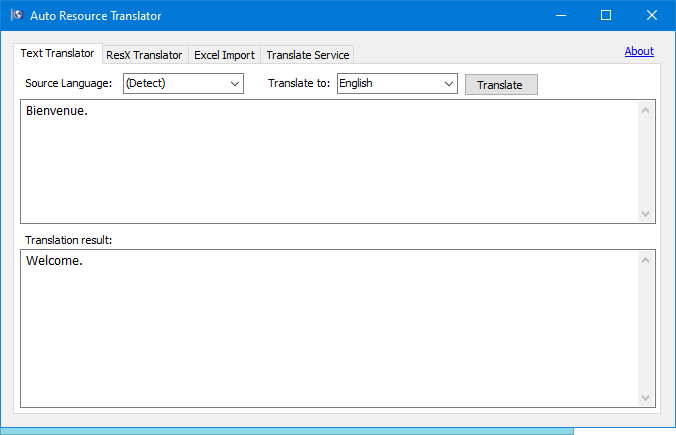 Auto Resource Translator
About
Text Translator ResX Translator Excel Import Translate Service
Source Language: (Detect) Translate to: English Translate
Bienvenue.
Translation result:
Welcome.